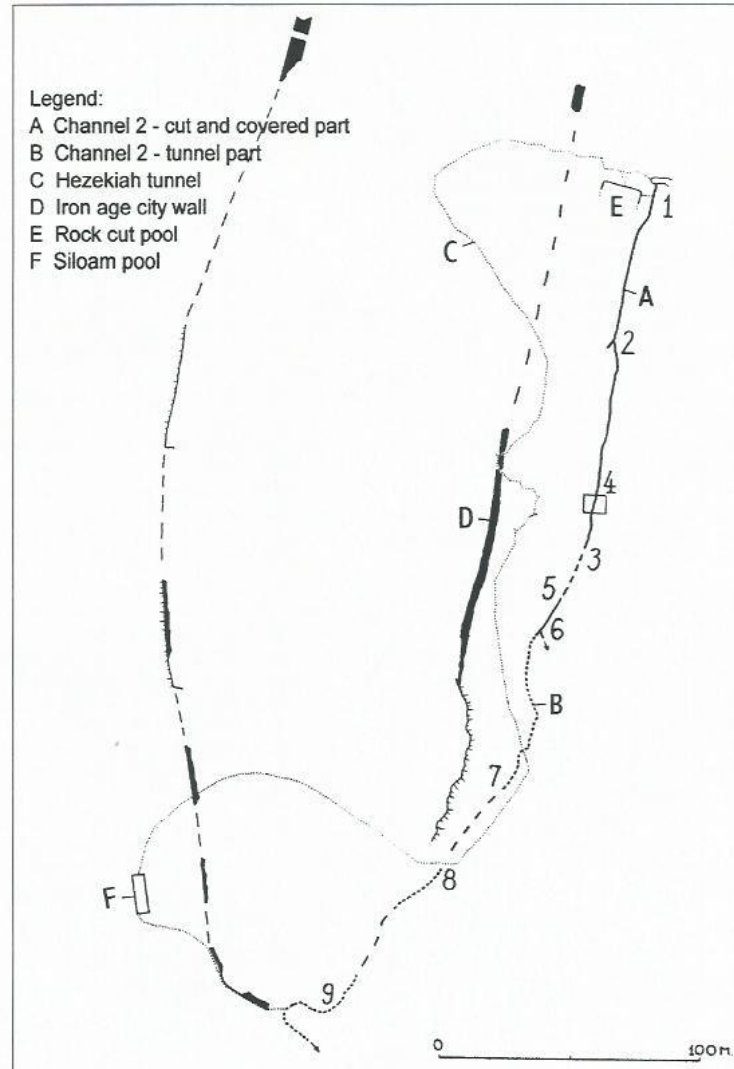 Legend:
A Channel 2 - cut and covered part
B Channel 2 - tunnel part
C Hezekiah tunnel
D Iron age city wall
E Rock cut pool
F Siloam pool
E
1
C
A
2
4
D
3
5
6
B
7
8
F
9
0
100 M.